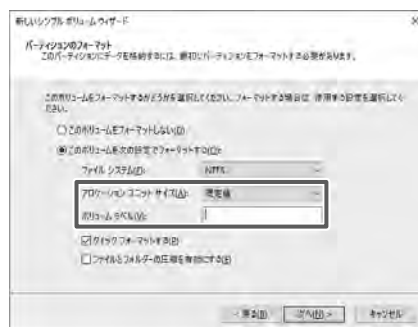 新しいシンプル ボリューム ウィザード
パーティションのフォーマット
このパーティションにデータを格納するには、最初にパーティションをフォーマットする必要があります。
このボリュームをフォーマットするかどうかを選択してください。フォーマットする場合は、使用する設定を選択してく
ださい。
このボリュームをフォーマットしない(D)
このボリュームを次の設定でフォーマットする(O):
ファイル システム(F): NTFS
アロケーション ユニット サイズ(A): 既定値
ボリューム ラベル(V):
クイック フォーマットする(P)
ファイルとフォルダーの圧縮を有効にする(E)
< 戻る(B) 次へ(N) > キャンセル